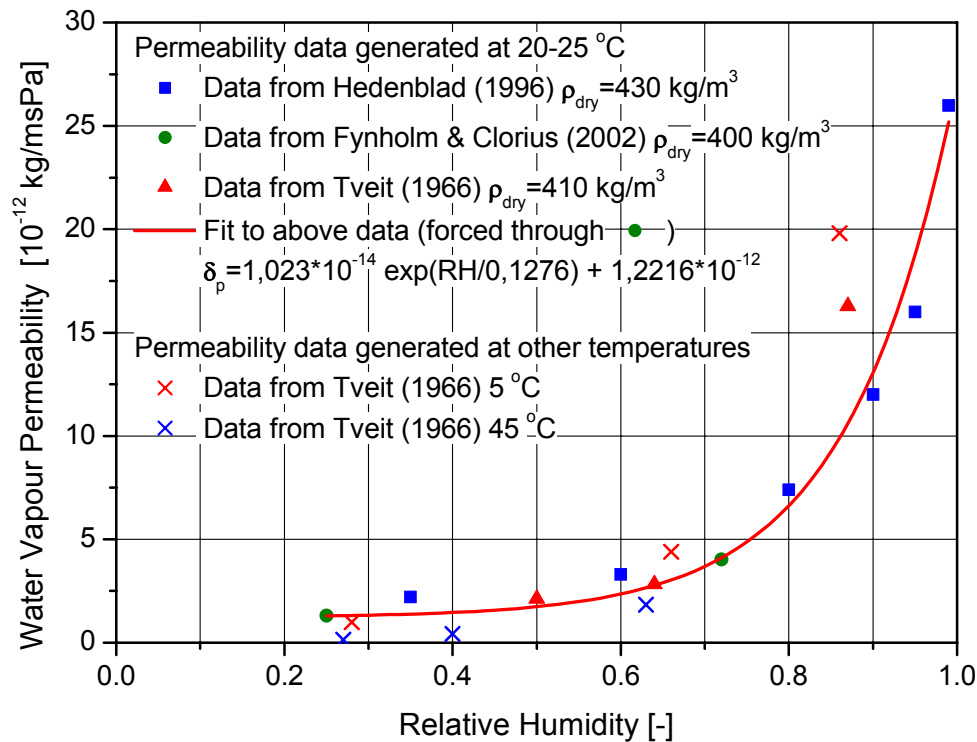 30
25
20
15
10
5
0
Water Vapour Permeability [10⁻¹² kg/msPa]
Permeability data generated at 20-25 °C
Data from Hedenblad (1996) ρdry=430 kg/m³
Data from Fynholm & Clorius (2002) ρdry=400 kg/m³
Data from Tveit (1966) ρdry=410 kg/m³
Fit to above data (forced through )
δp=1,023*10⁻¹⁴ exp(RH/0,1276) + 1,2216*10⁻¹²
Permeability data generated at other temperatures
Data from Tveit (1966) 5 °C
Data from Tveit (1966) 45 °C
0.0 0.2 0.4 0.6 0.8 1.0
Relative Humidity [-]